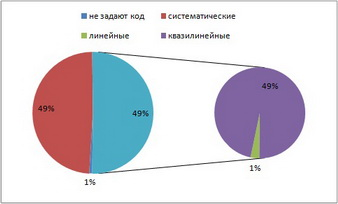 не задают код систематические
линейные квазилинейные
49%
49%
49%
1%
1%